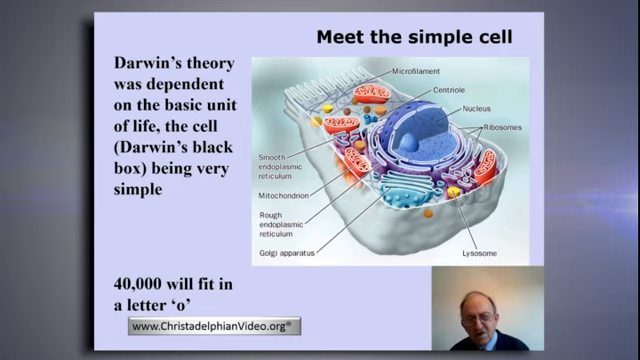 Meet the simple cell
Darwin's theory
was dependent
on the basic unit
of life, the cell
(Darwin's black
box) being very
simple
Microfilament
Centriole
Nucleus
Ribosomes
Smooth
endoplasmic
reticulum
Mitochondrion
Rough
endoplasmic
reticulum
Golgi apparatus
Lysosome
40,000 will fit in
a letter 'o'
www.ChristadelphianVideo.org®